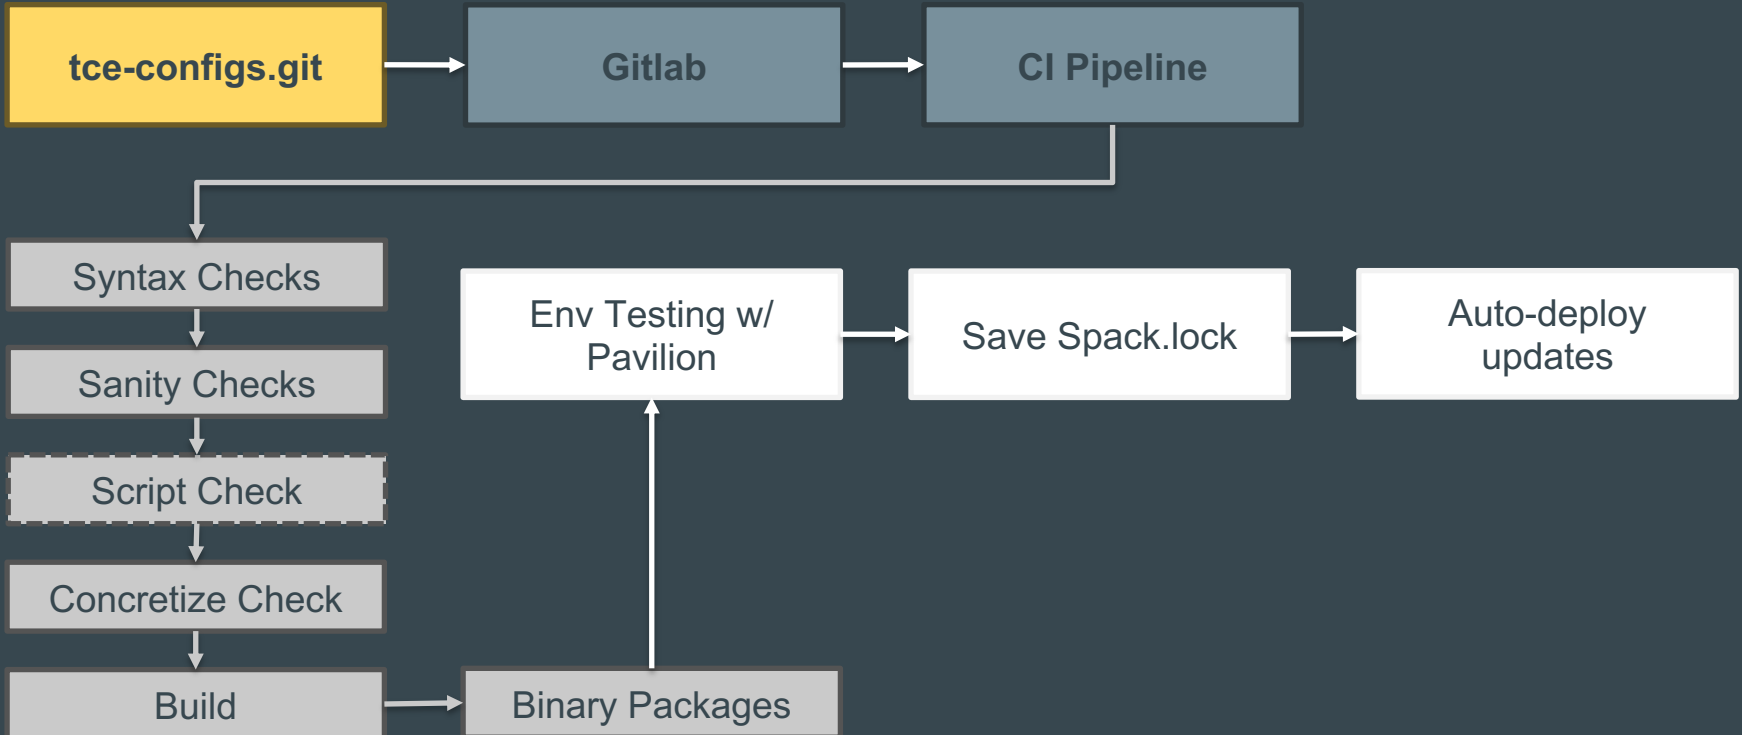 tce-configs.git
Gitlab
CI Pipeline
Syntax Checks
Sanity Checks
Script Check
Concretize Check
Build
Binary Packages
Env Testing w/
Pavilion
Save Spack.lock
Auto-deploy
updates